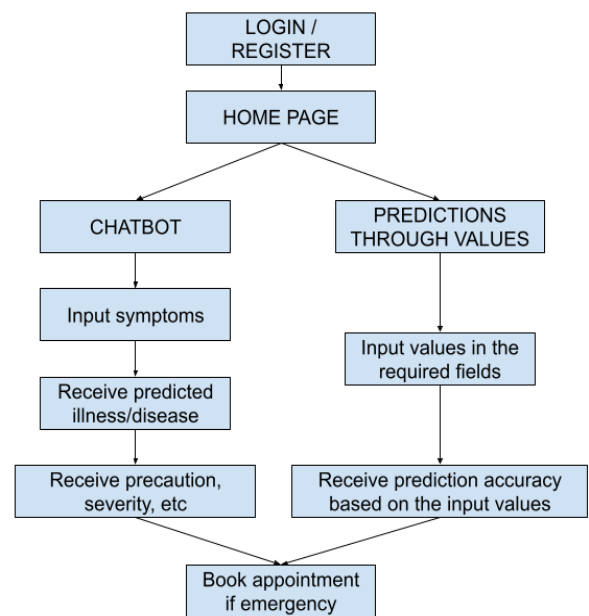 LOGIN /
REGISTER
HOME PAGE
CHATBOT
PREDICTIONS
THROUGH VALUES
Input symptoms
Input values in the
required fields
Receive predicted
illness/disease
Receive precaution,
severity, etc
Receive prediction accuracy
based on the input values
Book appointment
if emergency